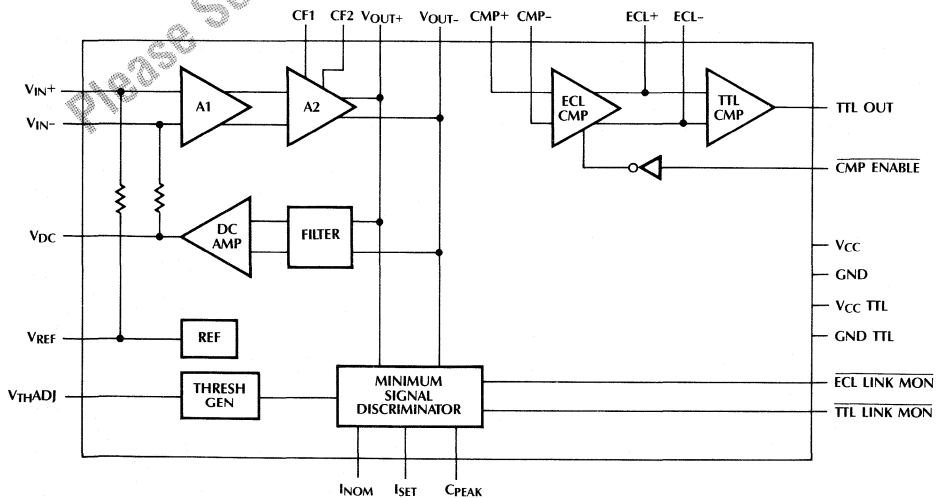 Please Se
CF1 CF2 VOUT+ VOUT– CMP+ CMP– ECL+ ECL–
VIN+
VIN–
A1
A2
ECL CMP
TTL CMP
TTL OUT
CMP ENABLE
VDC
DC AMP
FILTER
VCC
GND
VCC TTL
GND TTL
VREF
REF
VTHADJ
THRESH GEN
MINIMUM SIGNAL DISCRIMINATOR
ECL LINK MON
TTL LINK MON
INOM ISET CPEAK